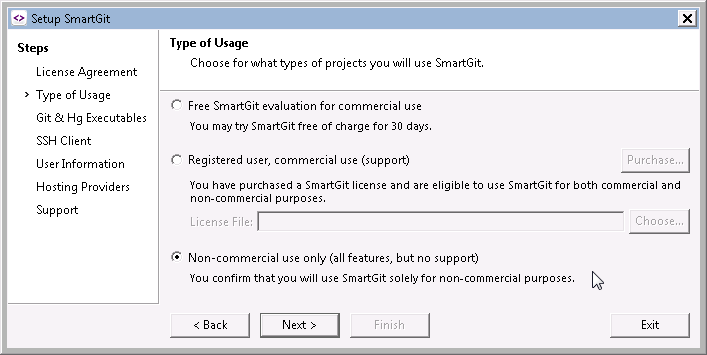 Setup SmartGit
Steps
License Agreement
Type of Usage
Git & Hg Executables
SSH Client
User Information
Hosting Providers
Support
Type of Usage
Choose for what types of projects you will use SmartGit.
Free SmartGit evaluation for commercial use
You may try SmartGit free of charge for 30 days.
Registered user, commercial use (support)
Purchase...
You have purchased a SmartGit license and are eligible to use SmartGit for both commercial and
non-commercial purposes.
License File:
Choose...
Non-commercial use only (all features, but no support)
You confirm that you will use SmartGit solely for non-commercial purposes.
< Back
Next >
Finish
Exit